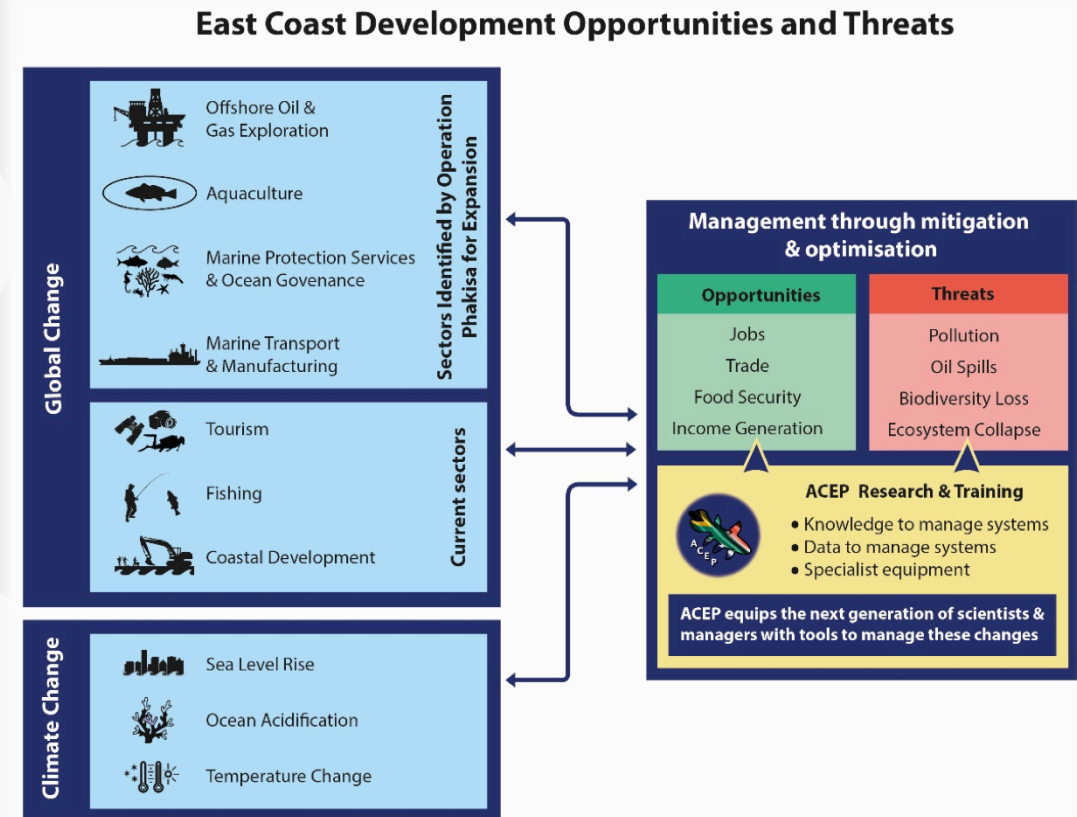 East Coast Development Opportunities and Threats
Global Change
Offshore Oil &
Gas Exploration
Aquaculture
Marine Protection Services
& Ocean Govenance
Marine Transport
& Manufacturing
Sectors Identified by Operation
Phakisa for Expansion
Tourism
Fishing
Coastal Development
Current sectors
Climate Change
Sea Level Rise
Ocean Acidification
Temperature Change
Management through mitigation
& optimisation
Opportunities
Jobs
Trade
Food Security
Income Generation
Threats
Pollution
Oil Spills
Biodiversity Loss
Ecosystem Collapse
ACEP
ACEP Research & Training
• Knowledge to manage systems
• Data to manage systems
• Specialist equipment
ACEP equips the next generation of scientists &
managers with tools to manage these changes